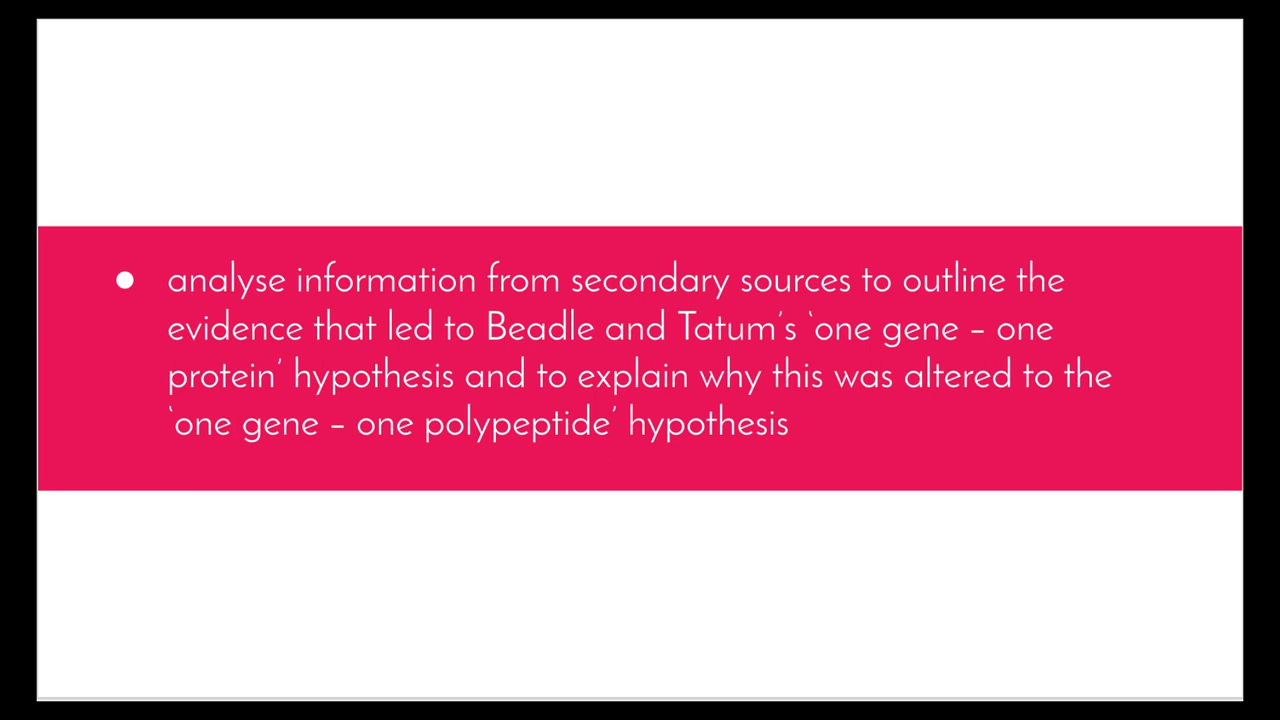 ● analyse information from secondary sources to outline the
evidence that led to Beadle and Tatum's ‛one gene – one
protein’ hypothesis and to explain why this was altered to the
‛one gene – one polypeptide’ hypothesis